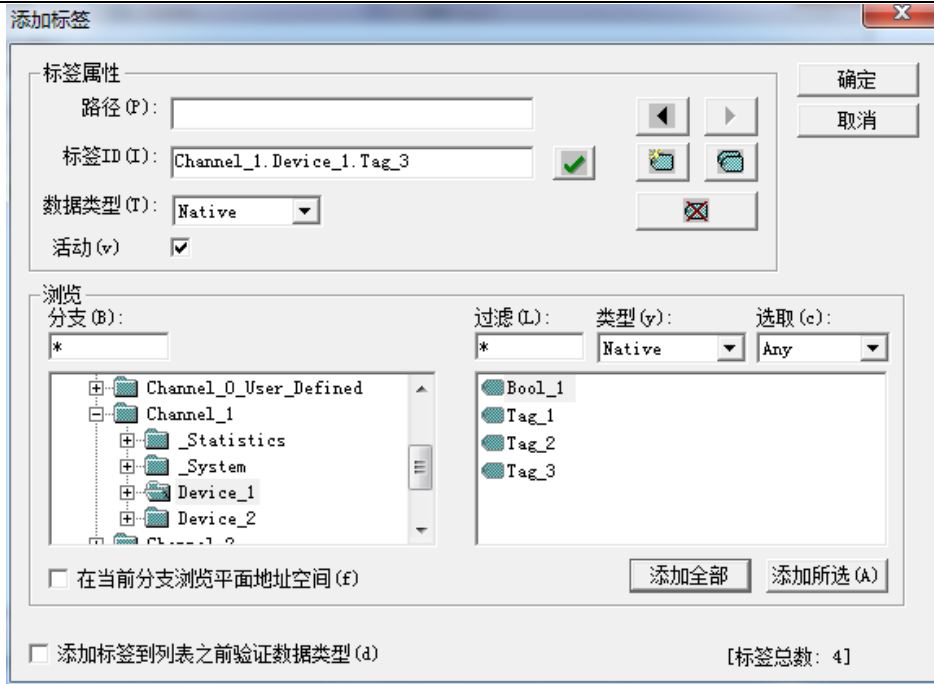 添加标签
标签属性
路径(P):
标签ID(I): Channel_1.Device_1.Tag_3
数据类型(T): Native
活动(v)
确定
取消
浏览
分支(B):
*
过滤(L): 类型(y): 选取(c):
* Native Any
Channel_0_User_Defined
Channel_1
_Statistics
_System
Device_1
Device_2
Bool_1
Tag_1
Tag_2
Tag_3
在当前分支浏览平面地址空间(f)
添加全部 添加所选(A)
添加标签到列表之前验证数据类型(d)
[标签总数: 4]